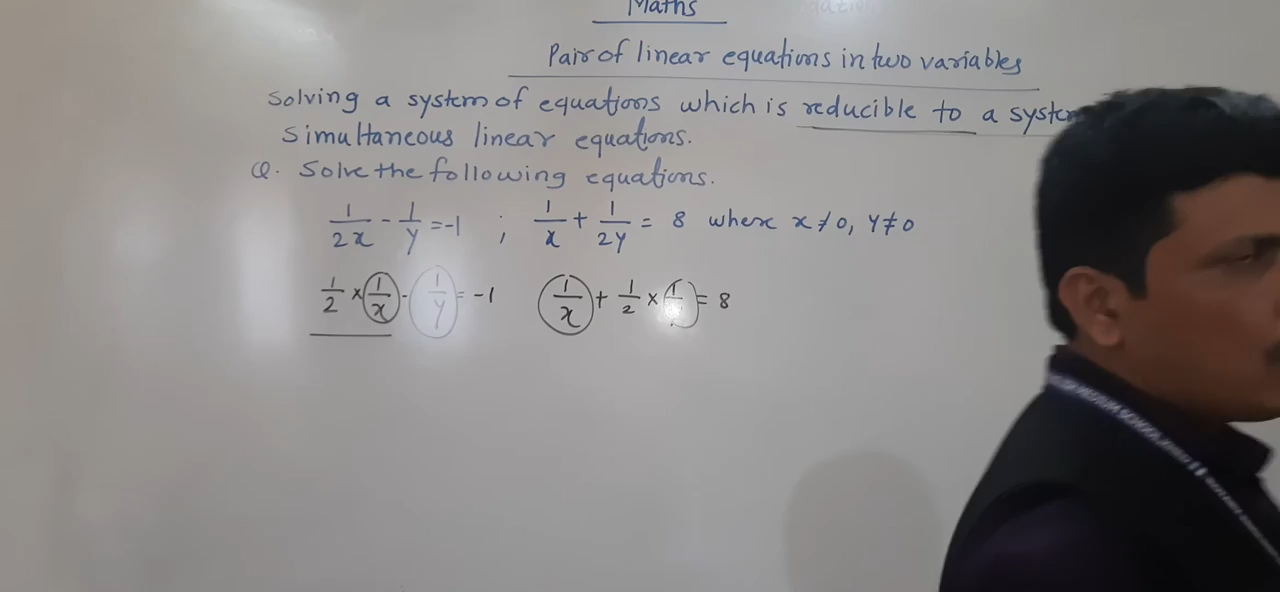 Maths
Pair of linear equations in two variables
Solving a system of equations which is reducible to a system
simultaneous linear equations.
Q. Solve the following equations.
1/2x - 1/y = -1 ; 1/x + 1/2y = 8 where x ≠ 0, y ≠ 0
1/2 × 1/x - 1/y = -1 1/x + 1/2 × 1/ = 8